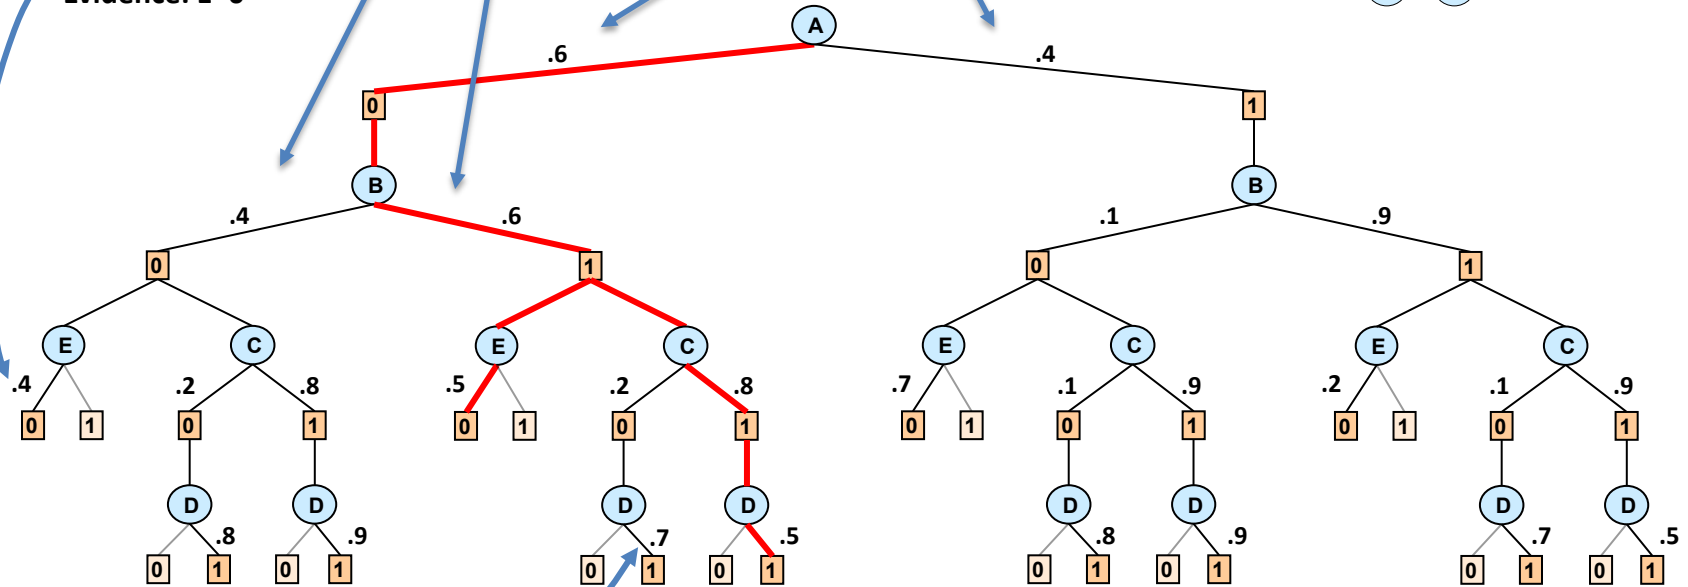 A
.6 .4
0 1
B B
.4 .6 .1 .9
0 1 0 1
E C E C E C E C
.4 .2 .8 .5 .2 .8 .7 .1 .9 .2 .1 .9
0 1 0 1 0 1 0 1 0 1 0 1 0 1 0 1
D D D D D D D D
.8 .9 .7 .5 .8 .9 .7 .5
0 1 0 1 0 1 0 1 0 1 0 1 0 1 0 1